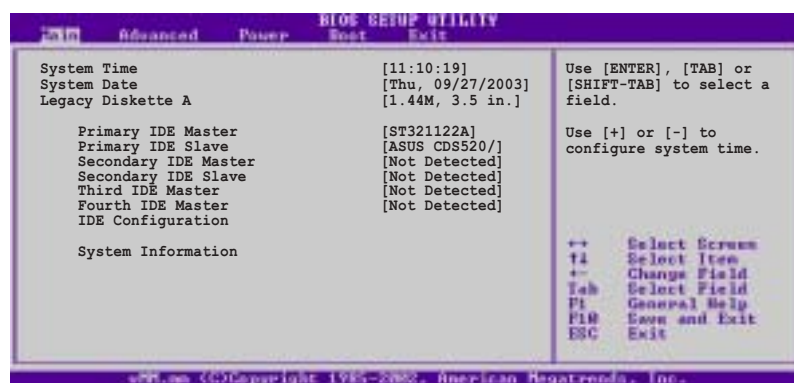 BIOS SETUP UTILITY
Main Advanced Power Boot Exit
System Time [11:10:19]
System Date [Thu, 09/27/2003]
Legacy Diskette A [1.44M, 3.5 in.]
Primary IDE Master [ST321122A]
Primary IDE Slave [ASUS CDS520/]
Secondary IDE Master [Not Detected]
Secondary IDE Slave [Not Detected]
Third IDE Master [Not Detected]
Fourth IDE Master [Not Detected]
IDE Configuration
System Information
Use [ENTER], [TAB] or
[SHIFT-TAB] to select a
field.
Use [+] or [-] to
configure system time.
←→ Select Screen
↑↓ Select Item
+- Change Field
Tab Select Field
F1 General Help
F10 Save and Exit
ESC Exit
(C)Copyright 1985-2002, American Megatrends, Inc.